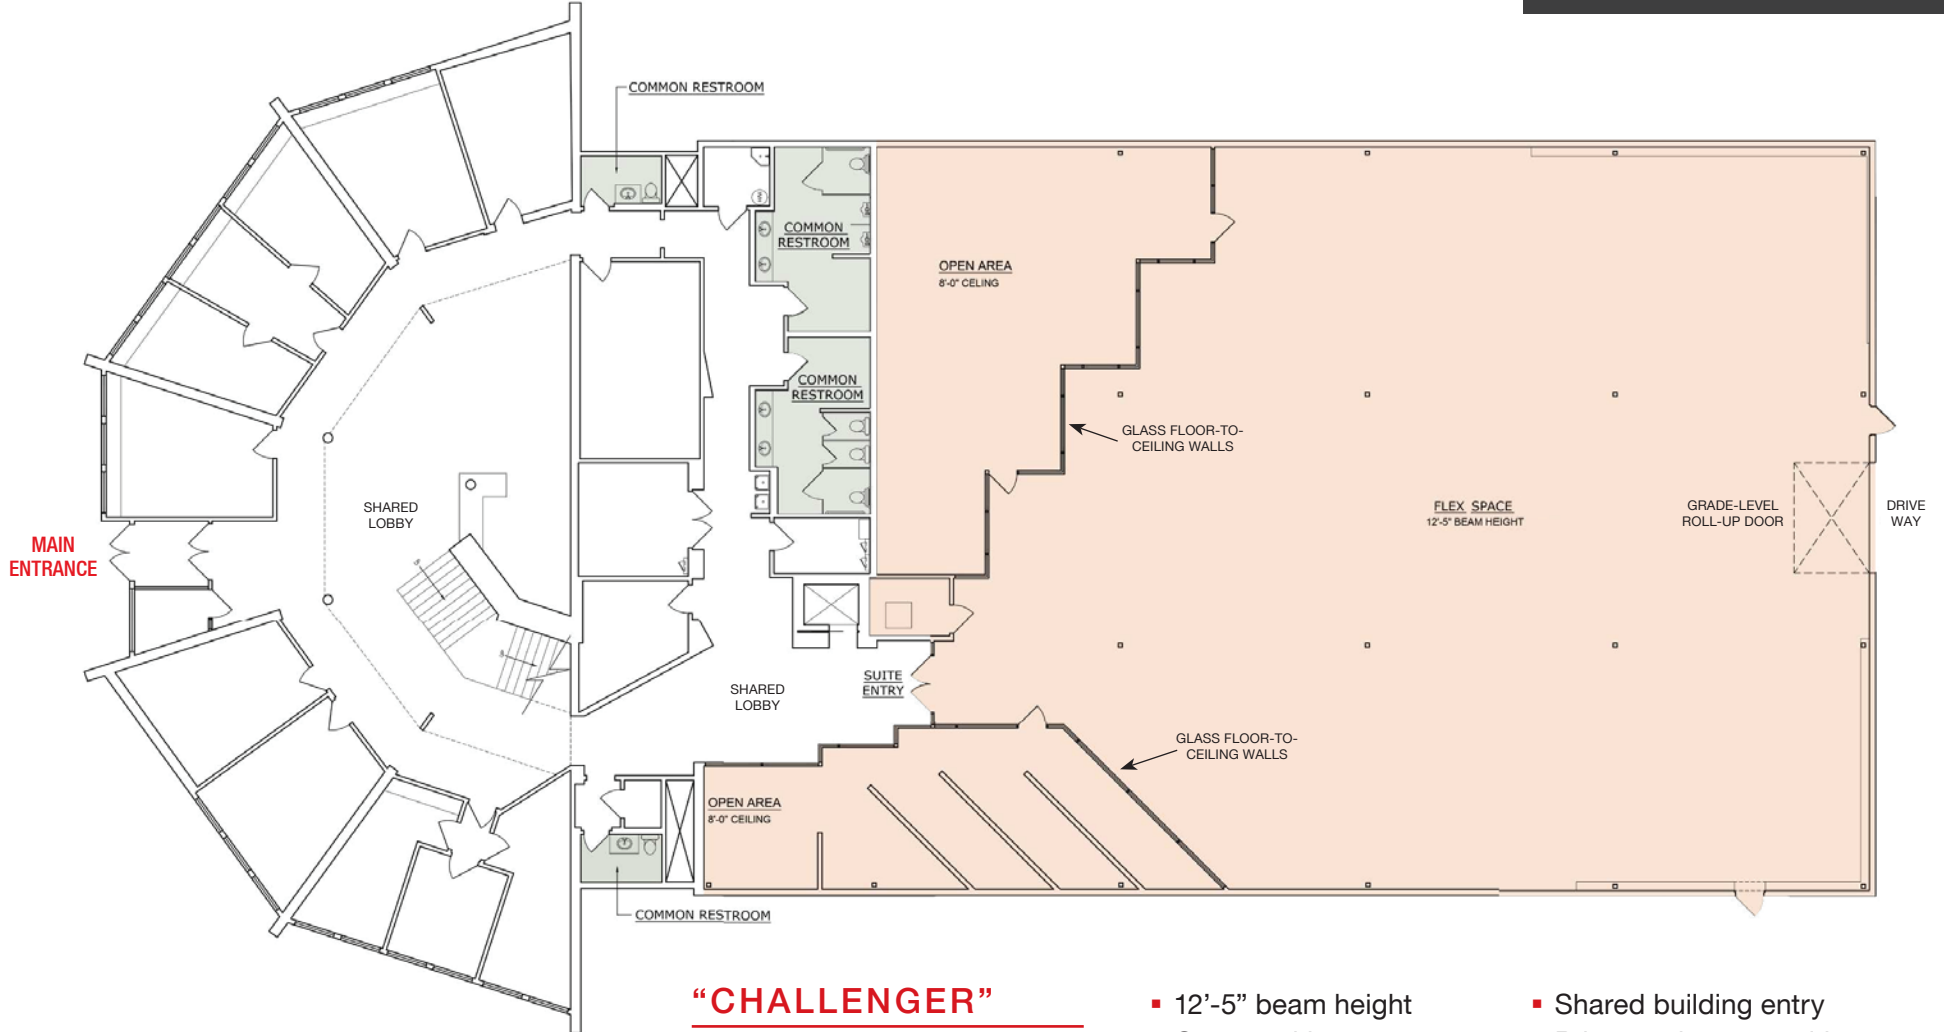 COMMON RESTROOM
COMMON
RESTROOM
OPEN AREA
8'-0" CELING
COMMON
RESTROOM
GLASS FLOOR-TO-
CEILING WALLS
SHARED
LOBBY
FLEX SPACE
12'-5" BEAM HEIGHT
GRADE-LEVEL
ROLL-UP DOOR
DRIVE
WAY
MAIN
ENTRANCE
SUITE
ENTRY
SHARED
LOBBY
GLASS FLOOR-TO-
CEILING WALLS
OPEN AREA
8'-0" CEILING
COMMON RESTROOM
“CHALLENGER”
▪ 12’-5” beam height
▪ Shared building entry